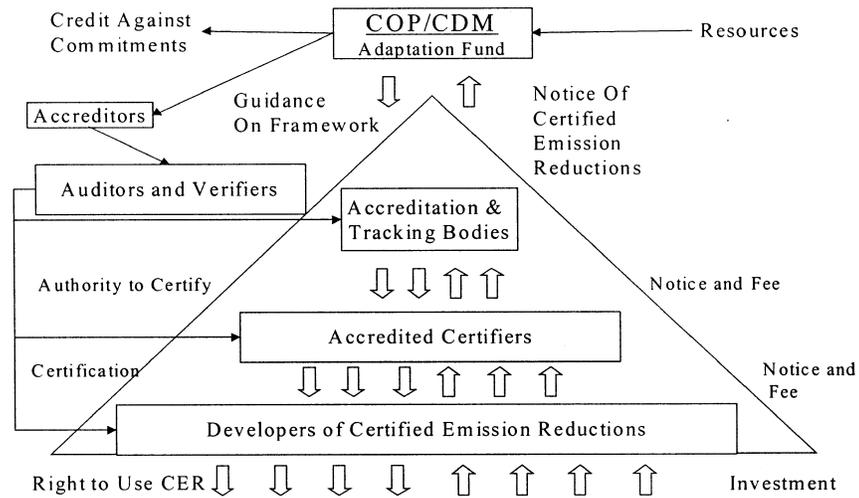 Credit Against
Commitments
COP/CDM
Adaptation Fund
Resources
Accreditors
Guidance
On Framework
Notice Of
Certified
Emission
Reductions
Auditors and Verifiers
Accreditation &
Tracking Bodies
Authority to Certify
Notice and Fee
Accredited Certifiers
Certification
Notice and
Fee
Developers of Certified Emission Reductions
Right to Use CER
Investment